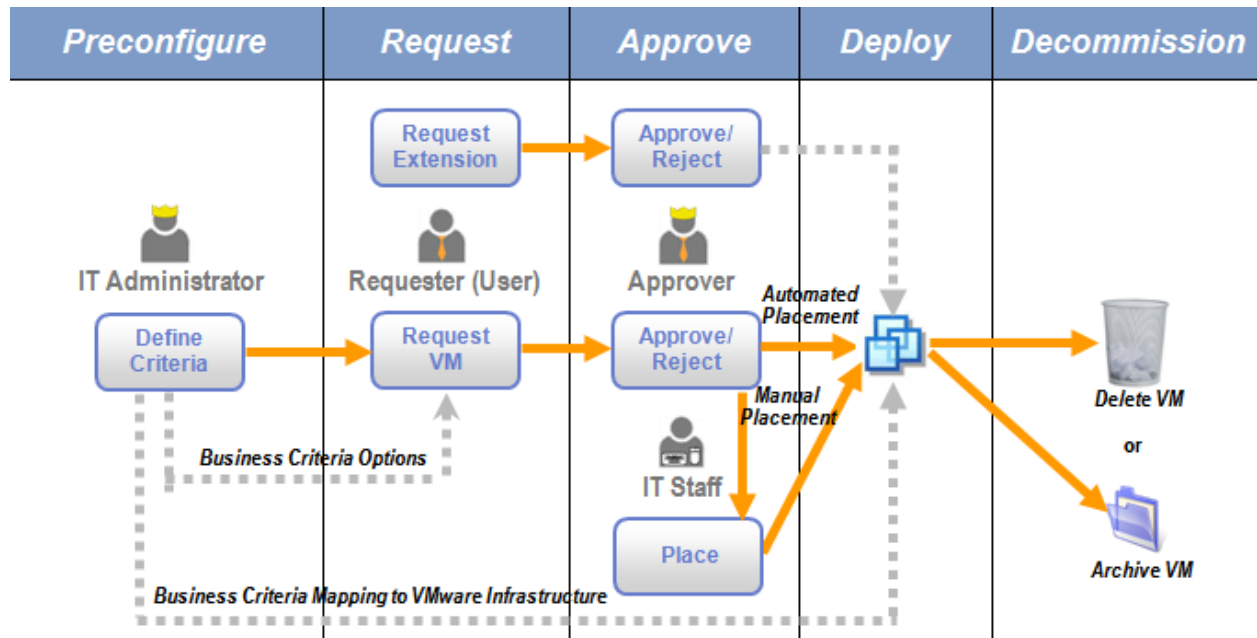 Preconfigure
Request
Approve
Deploy
Decommission
Request
Extension
Approve/
Reject
IT Administrator
Requester (User)
Approver
Define
Criteria
Request
VM
Approve/
Reject
Automated
Placement
Manual
Placement
Business Criteria Options
IT Staff
Place
Business Criteria Mapping to VMware Infrastructure
Delete VM
or
Archive VM